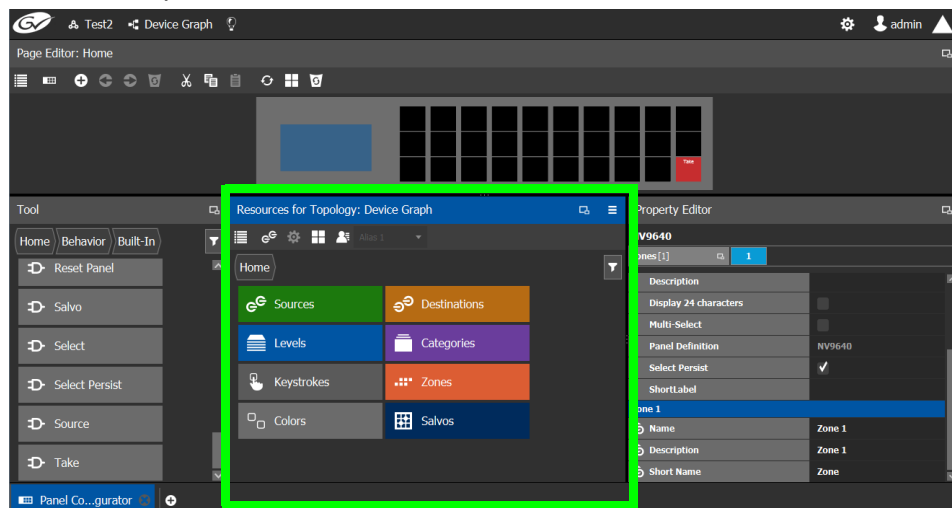 GV Test2 Device Graph admin
Page Editor: Home
Take
Tool
Home Behavior Built-In
Reset Panel
Salvo
Select
Select Persist
Source
Take
Panel Co...gurator
Resources for Topology: Device Graph
Alias 1
Home
Sources Destinations
Levels Categories
Keystrokes Zones
Colors Salvos
Property Editor
NV9640
ones[1] 1
Description
Display 24 characters
Multi-Select
Panel Definition NV9640
Select Persist
ShortLabel
one 1
Name Zone 1
Description Zone 1
Short Name Zone